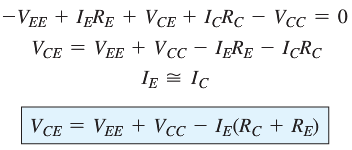 −V_EE + I_E R_E + V_CE + I_C R_C − V_CC = 0
V_CE = V_EE + V_CC − I_E R_E − I_C R_C
I_E ≅ I_C
V_CE = V_EE + V_CC − I_E(R_C + R_E)